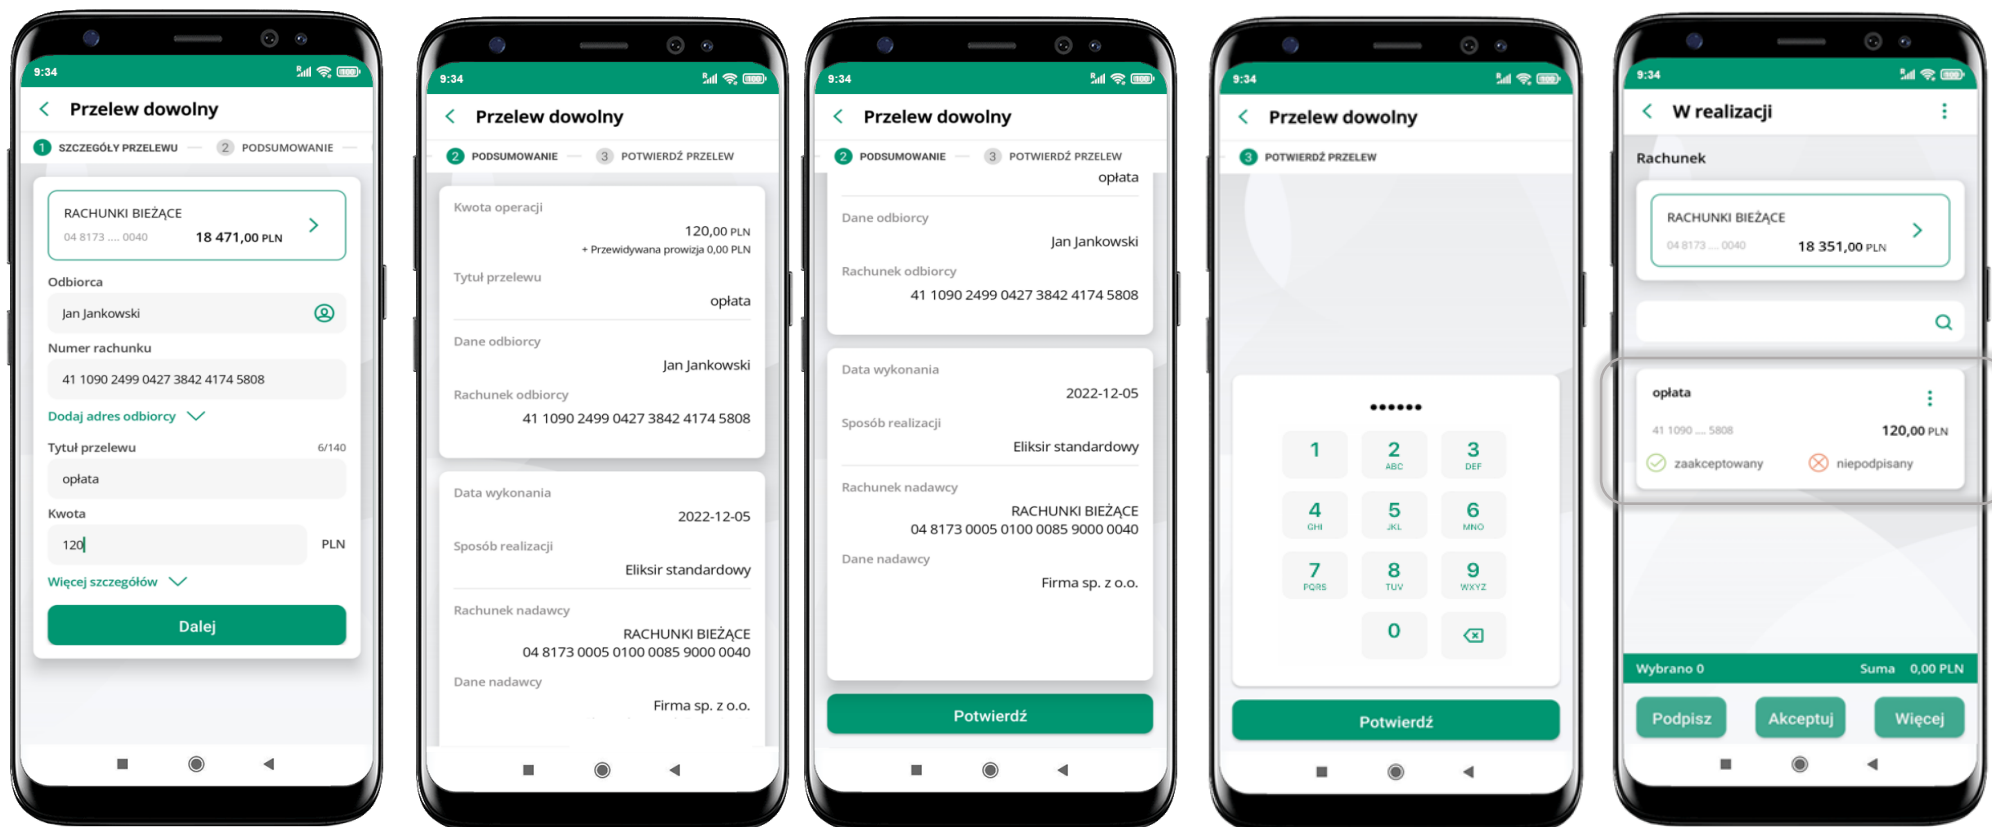 9:34
Przelew dowolny
1 SZCZEGÓŁY PRZELEWU 2 PODSUMOWANIE
RACHUNKI BIEŻĄCE
04 8173 .... 0040 18 471,00 PLN
Odbiorca
Jan Jankowski
Numer rachunku
41 1090 2499 0427 3842 4174 5808
Dodaj adres odbiorcy
Tytuł przelewu 6/140
opłata
Kwota
120 PLN
Więcej szczegółów
Dalej
9:34
Przelew dowolny
2 PODSUMOWANIE 3 POTWIERDŹ PRZELEW
Kwota operacji
120,00 PLN
+ Przewidywana prowizja 0,00 PLN
Tytuł przelewu
opłata
Dane odbiorcy
Jan Jankowski
Rachunek odbiorcy
41 1090 2499 0427 3842 4174 5808
Data wykonania
2022-12-05
Sposób realizacji
Eliksir standardowy
Rachunek nadawcy
RACHUNKI BIEŻĄCE
04 8173 0005 0100 0085 9000 0040
Dane nadawcy
Firma sp. z o.o.
9:34
Przelew dowolny
2 PODSUMOWANIE 3 POTWIERDŹ PRZELEW
opłata
Dane odbiorcy
Jan Jankowski
Rachunek odbiorcy
41 1090 2499 0427 3842 4174 5808
Data wykonania
2022-12-05
Sposób realizacji
Eliksir standardowy
Rachunek nadawcy
RACHUNKI BIEŻĄCE
04 8173 0005 0100 0085 9000 0040
Dane nadawcy
Firma sp. z o.o.
Potwierdź
9:34
Przelew dowolny
3 POTWIERDŹ PRZELEW
••••••
1 2 3
ABC DEF
4 5 6
GHI JKL MNO
7 8 9
PQRS TUV WXYZ
0
Potwierdź
9:34
W realizacji
Rachunek
RACHUNKI BIEŻĄCE
04 8173 .... 0040 18 351,00 PLN
opłata
41 1090 .... 5808 120,00 PLN
zaakceptowany niepodpisany
Wybrano 0 Suma 0,00 PLN
Podpisz Akceptuj Więcej